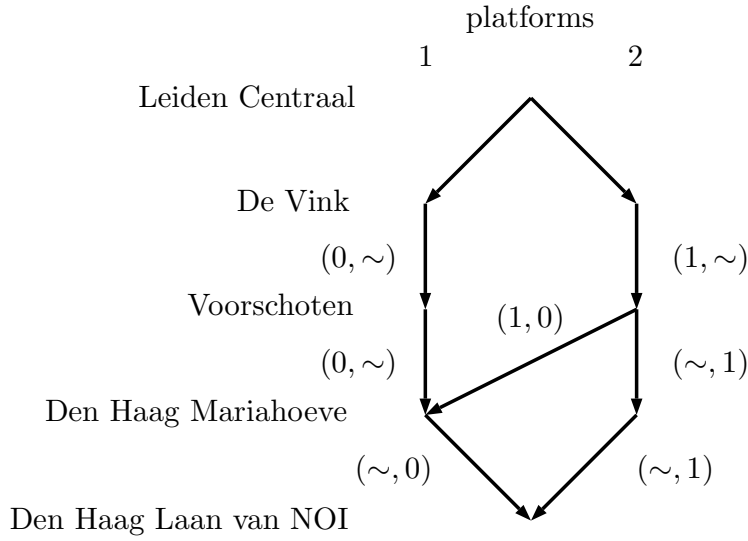 platforms
1 2
Leiden Centraal
De Vink
(0, ∼) (1, ∼)
Voorschoten
(1, 0)
(0, ∼) (∼, 1)
Den Haag Mariahoeve
(∼, 0) (∼, 1)
Den Haag Laan van NOI